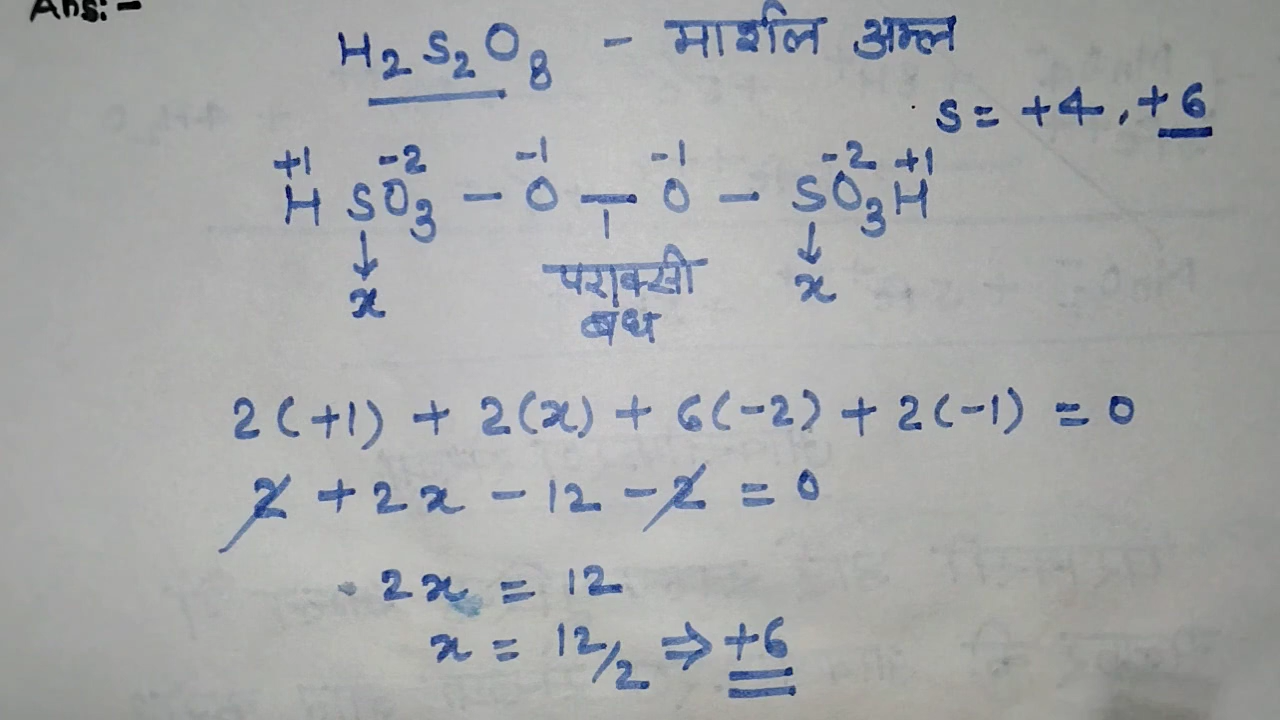 Ans:-
H₂S₂O₈ - मार्शल अम्ल
S = +4, +6
+1 -2 -1 -1 -2 +1
H SO₃ - O - O - SO₃H
↓ ↓
x x
पराक्सी
बंध
2(+1) + 2(x) + 6(-2) + 2(-1) = 0
2 + 2x - 12 - 2 = 0
2x = 12
x = 12/2 ⇒ +6